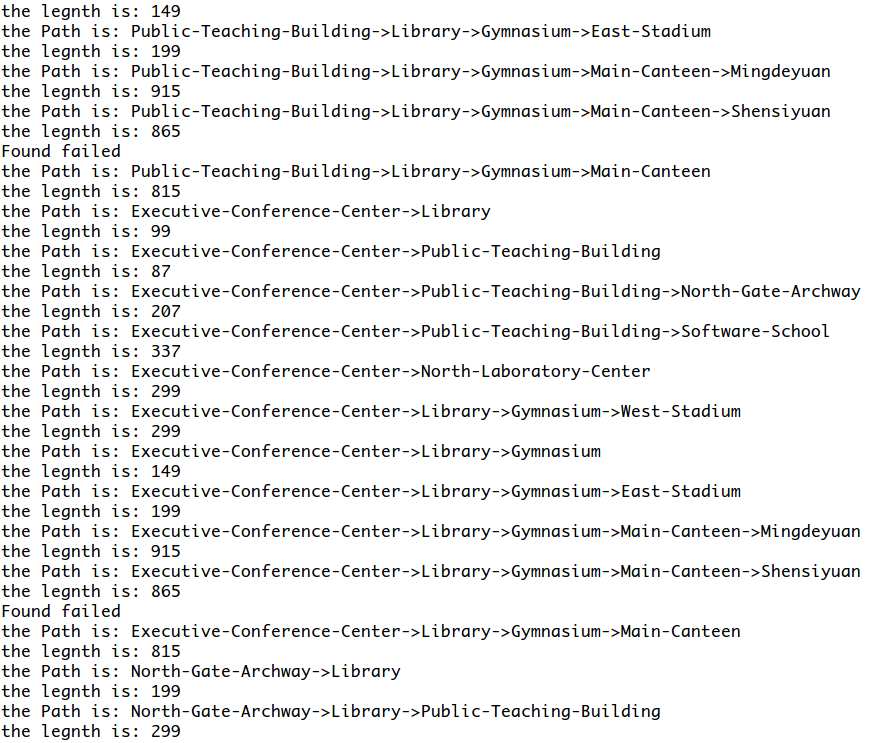 the legnth is: 149
the Path is: Public-Teaching-Building->Library->Gymnasium->East-Stadium
the legnth is: 199
the Path is: Public-Teaching-Building->Library->Gymnasium->Main-Canteen->Mingdeyuan
the legnth is: 915
the Path is: Public-Teaching-Building->Library->Gymnasium->Main-Canteen->Shensiyuan
the legnth is: 865
Found failed
the Path is: Public-Teaching-Building->Library->Gymnasium->Main-Canteen
the legnth is: 815
the Path is: Executive-Conference-Center->Library
the legnth is: 99
the Path is: Executive-Conference-Center->Public-Teaching-Building
the legnth is: 87
the Path is: Executive-Conference-Center->Public-Teaching-Building->North-Gate-Archway
the legnth is: 207
the Path is: Executive-Conference-Center->Public-Teaching-Building->Software-School
the legnth is: 337
the Path is: Executive-Conference-Center->North-Laboratory-Center
the legnth is: 299
the Path is: Executive-Conference-Center->Library->Gymnasium->West-Stadium
the legnth is: 299
the Path is: Executive-Conference-Center->Library->Gymnasium
the legnth is: 149
the Path is: Executive-Conference-Center->Library->Gymnasium->East-Stadium
the legnth is: 199
the Path is: Executive-Conference-Center->Library->Gymnasium->Main-Canteen->Mingdeyuan
the legnth is: 915
the Path is: Executive-Conference-Center->Library->Gymnasium->Main-Canteen->Shensiyuan
the legnth is: 865
Found failed
the Path is: Executive-Conference-Center->Library->Gymnasium->Main-Canteen
the legnth is: 815
the Path is: North-Gate-Archway->Library
the legnth is: 199
the Path is: North-Gate-Archway->Library->Public-Teaching-Building
the legnth is: 299